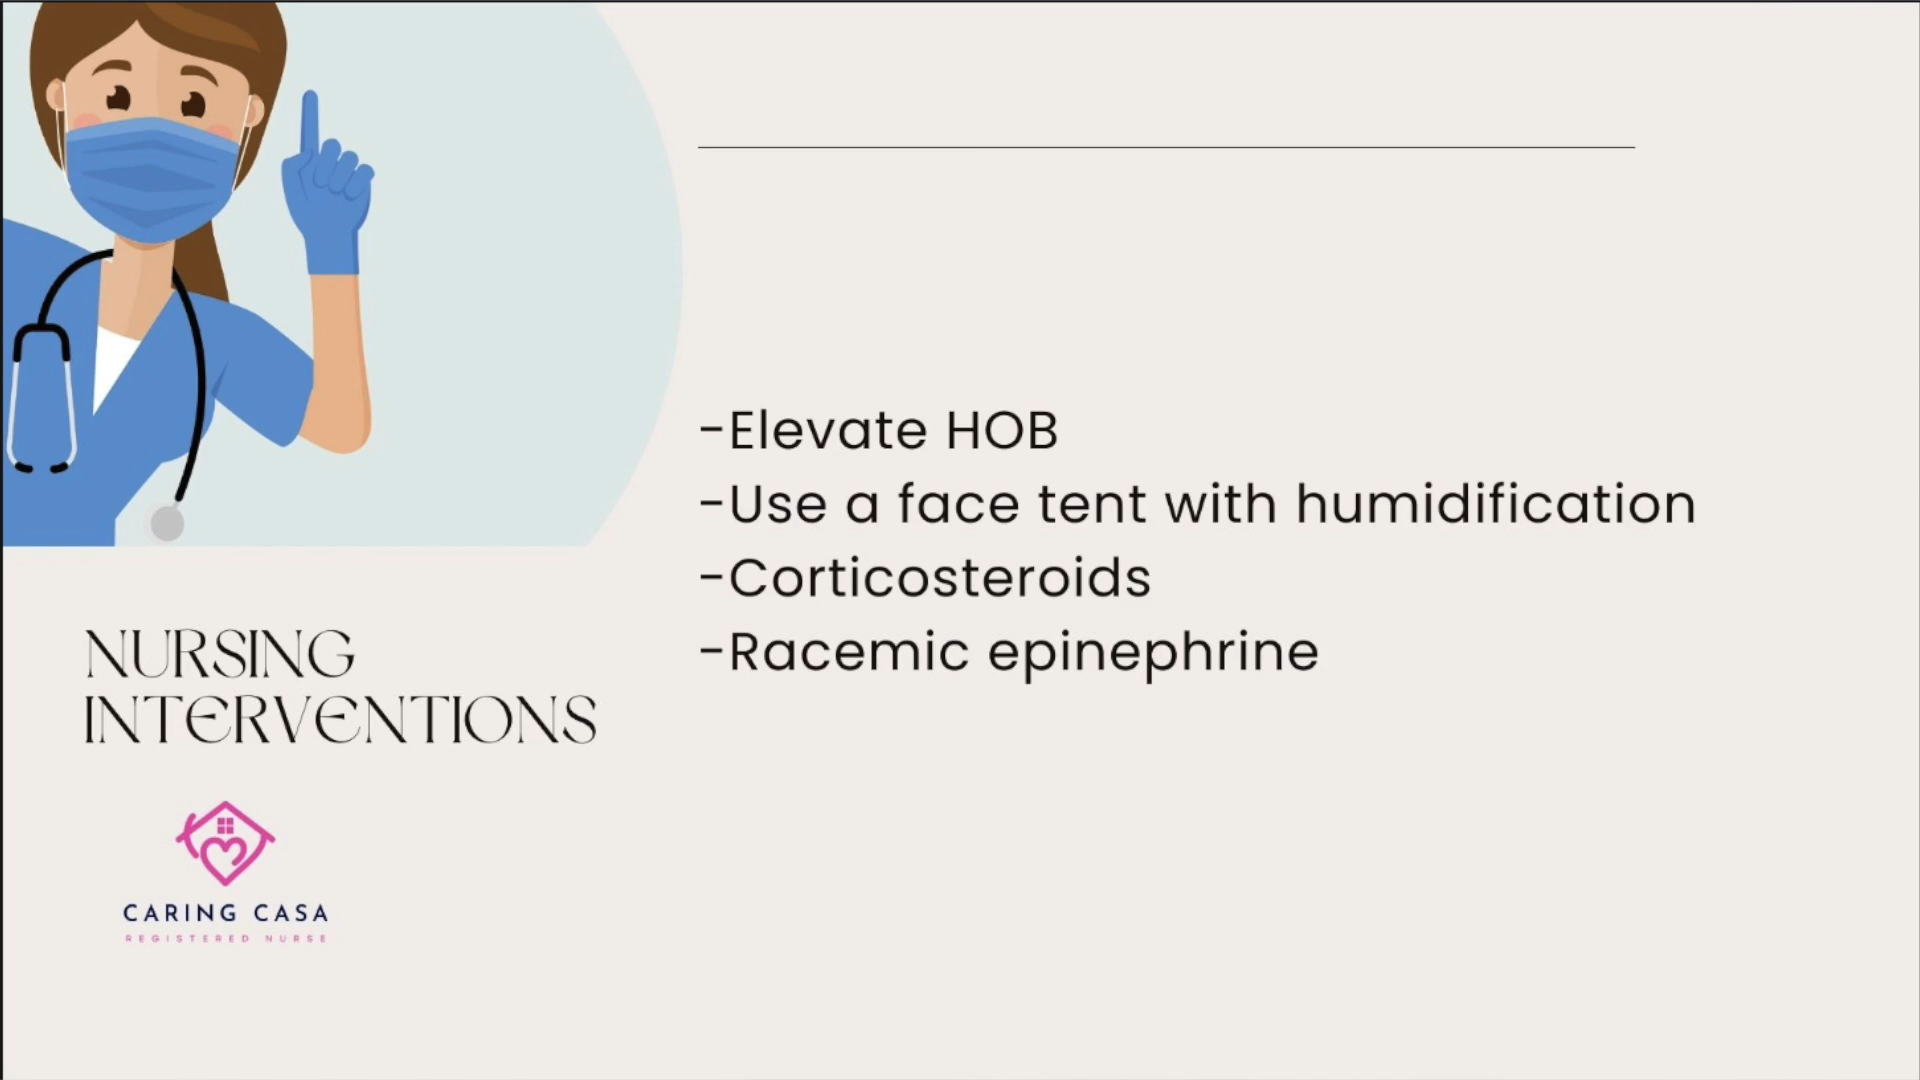 -Elevate HOB
-Use a face tent with humidification
-Corticosteroids
-Racemic epinephrine
NURSING
INTERVENTIONS
CARING CASA
REGISTERED NURSE